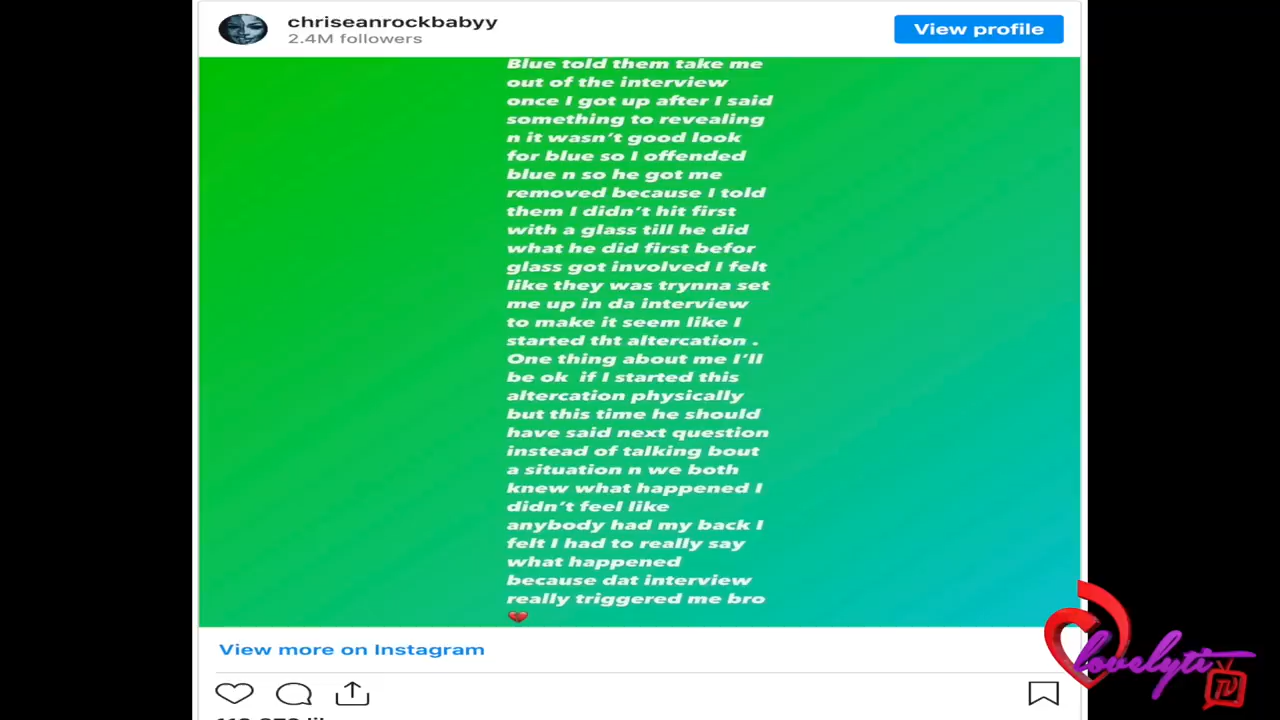 chriseanrockbabyy
2.4M followers
View profile
Blue told them take me
out of the interview
once I got up after I said
something to revealing
n it wasn't good look
for blue so I offended
blue n so he got me
removed because I told
them I didn't hit first
with a glass till he did
what he did first befor
glass got involved I felt
like they was trynna set
me up in da interview
to make it seem like I
started tht altercation .
One thing about me I'll
be ok  if I started this
altercation physically
but this time he should
have said next question
instead of talking bout
a situation n we both
knew what happened I
didn't feel like
anybody had my back I
felt I had to really say
what happened
because dat interview
really triggered me bro
💔
View more on Instagram
lovelyti
TV